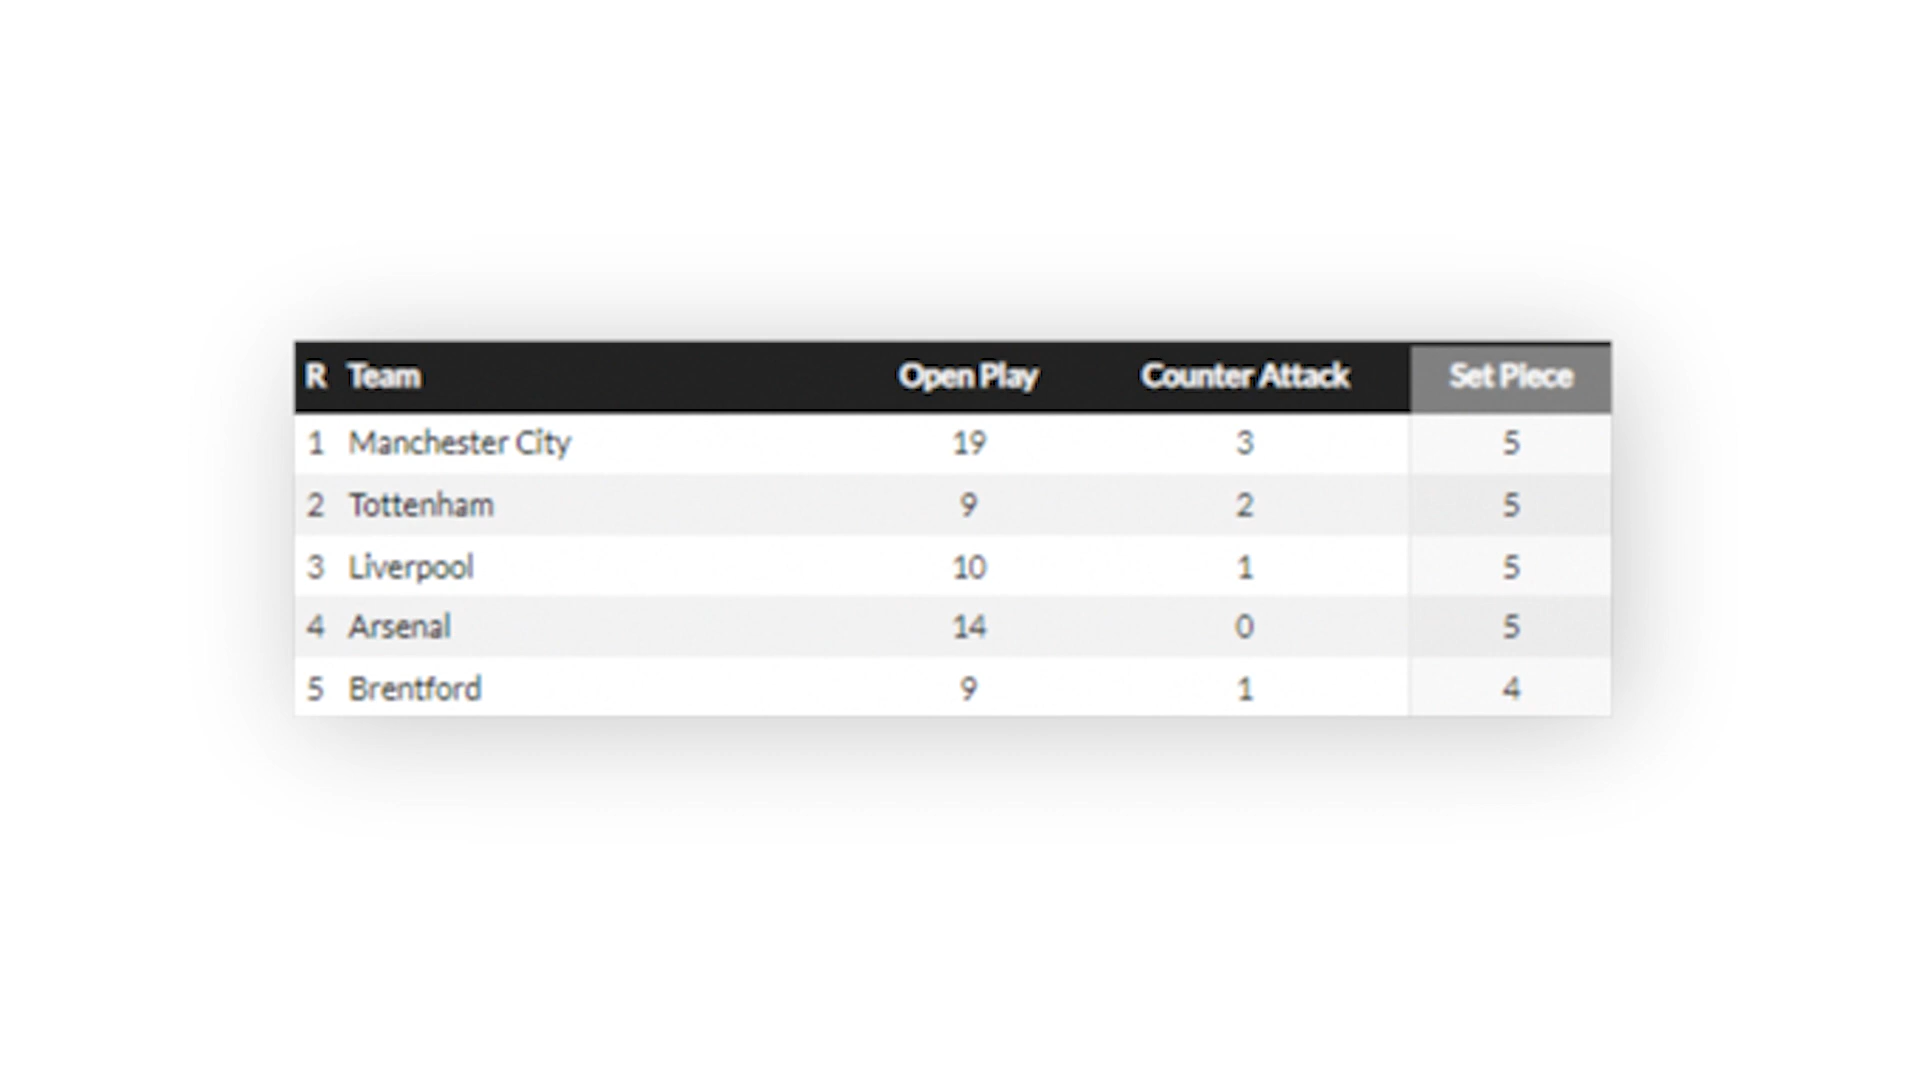 R Team Open Play Counter Attack Set Piece
1 Manchester City 19 3 5
2 Tottenham 9 2 5
3 Liverpool 10 1 5
4 Arsenal 14 0 5
5 Brentford 9 1 4